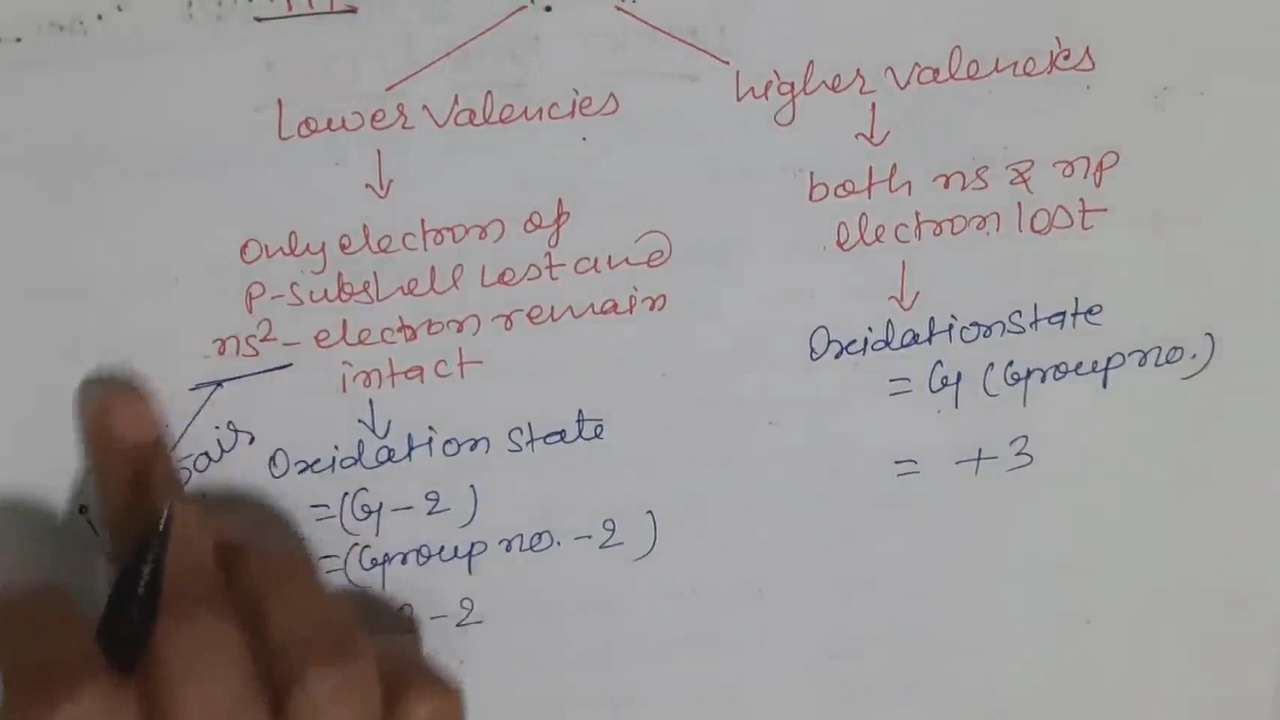 Lower Valencies
Only electron of
P-subshell lost and
ns²-electron remain
intact
Oxidation state
=(G-2)
=(Group no. -2)
-2
higher valencies
both ns & np
electron lost
Oxidation State
= G (Group no.)
= +3